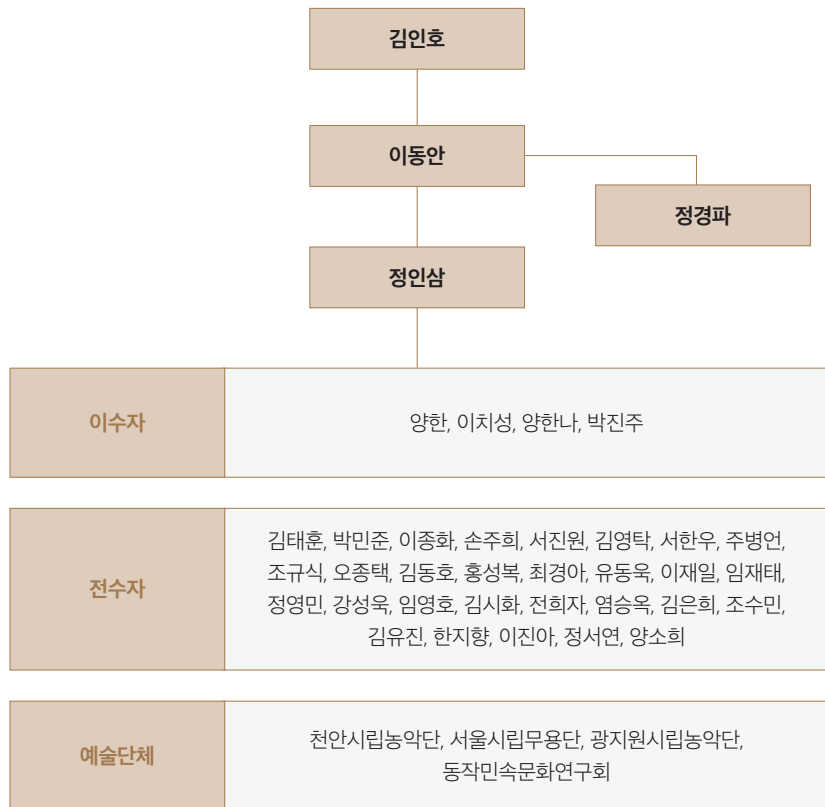 김인호
이동안
정경파
정인삼
이수자
양한, 이치성, 양한나, 박진주
전수자
김태훈, 박민준, 이종화, 손주희, 서진원, 김영탁, 서한우, 주병언,
조규식, 오종택, 김동호, 홍성복, 최경아, 유동욱, 이재일, 임재태,
정영민, 강성욱, 임영호, 김시화, 전희자, 염승옥, 김은희, 조수민,
김유진, 한지향, 이진아, 정서연, 양소희
예술단체
천안시립농악단, 서울시립무용단, 광지원시립농악단,
동작민속문화연구회